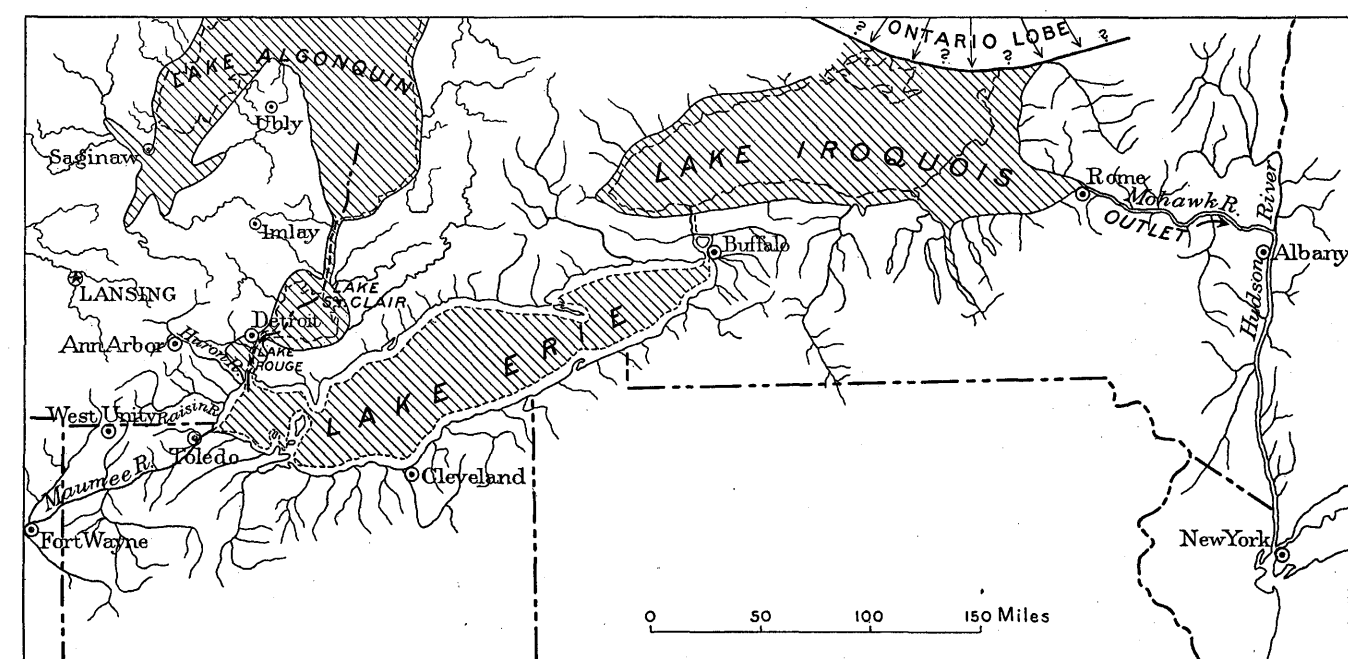 ? ONTARIO LOBE ?
? ?
LAKE ALGONQUIN
Ubly
Saginaw
LAKE IROQUOIS
Rome
Mohawk R.
OUTLET
River
Hudson
Imlay
Buffalo
Albany
LANSING
LAKE
ST. CLAIR
Detroit
Ann Arbor
Huron R.
LAKE
ROUGE
LAKE ERIE
West Unity
Raisin R.
Toledo
Maumee R.
Cleveland
Fort Wayne
New York
0 50 100 150 Miles